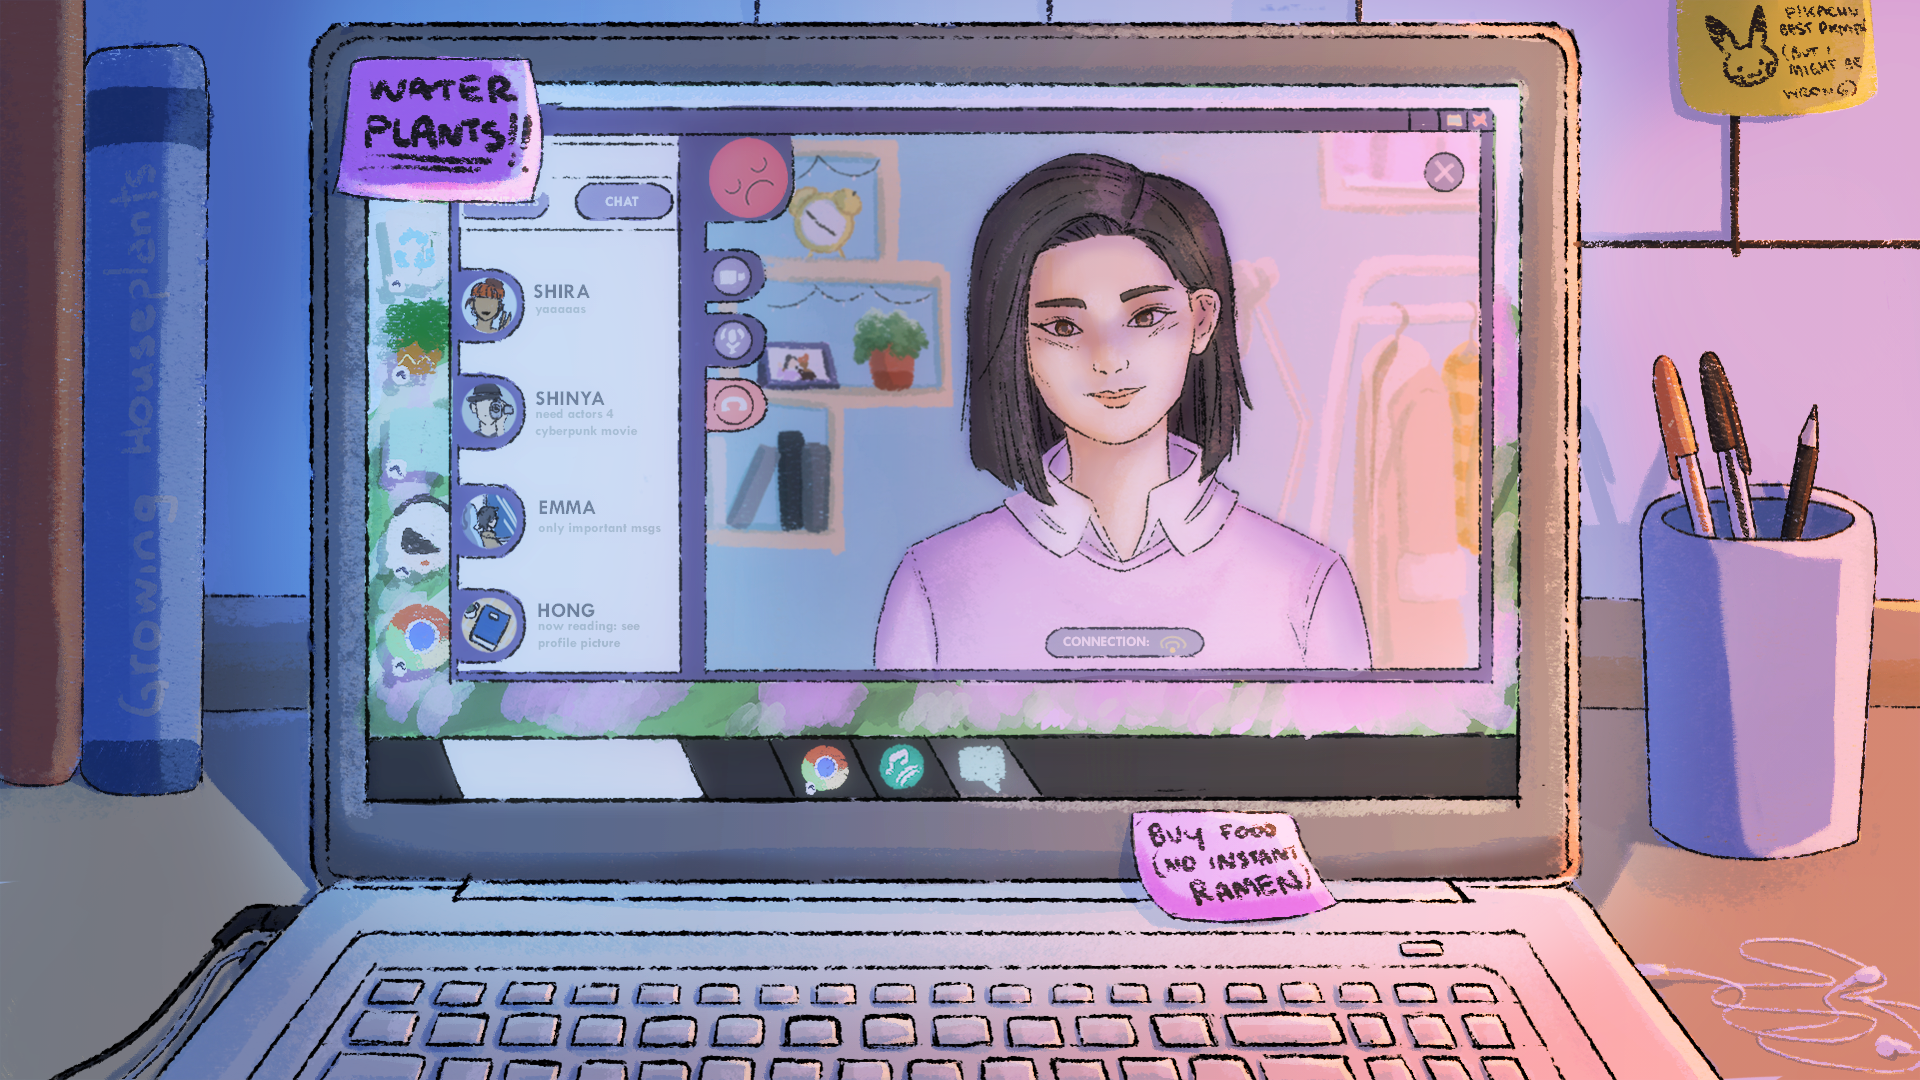 WATER
PLANTS!!
PIKACHU
BEST
(BUT I
MIGHT BE
WRONG)
Growing Houseplants
CONTACTS
CHAT
SHIRA
yaaaaas
SHINYA
need actors 4
cyberpunk movie
EMMA
only important msgs
HONG
now reading: see
profile picture
CONNECTION:
BUY FOOD
(NO INSTANT
RAMEN)